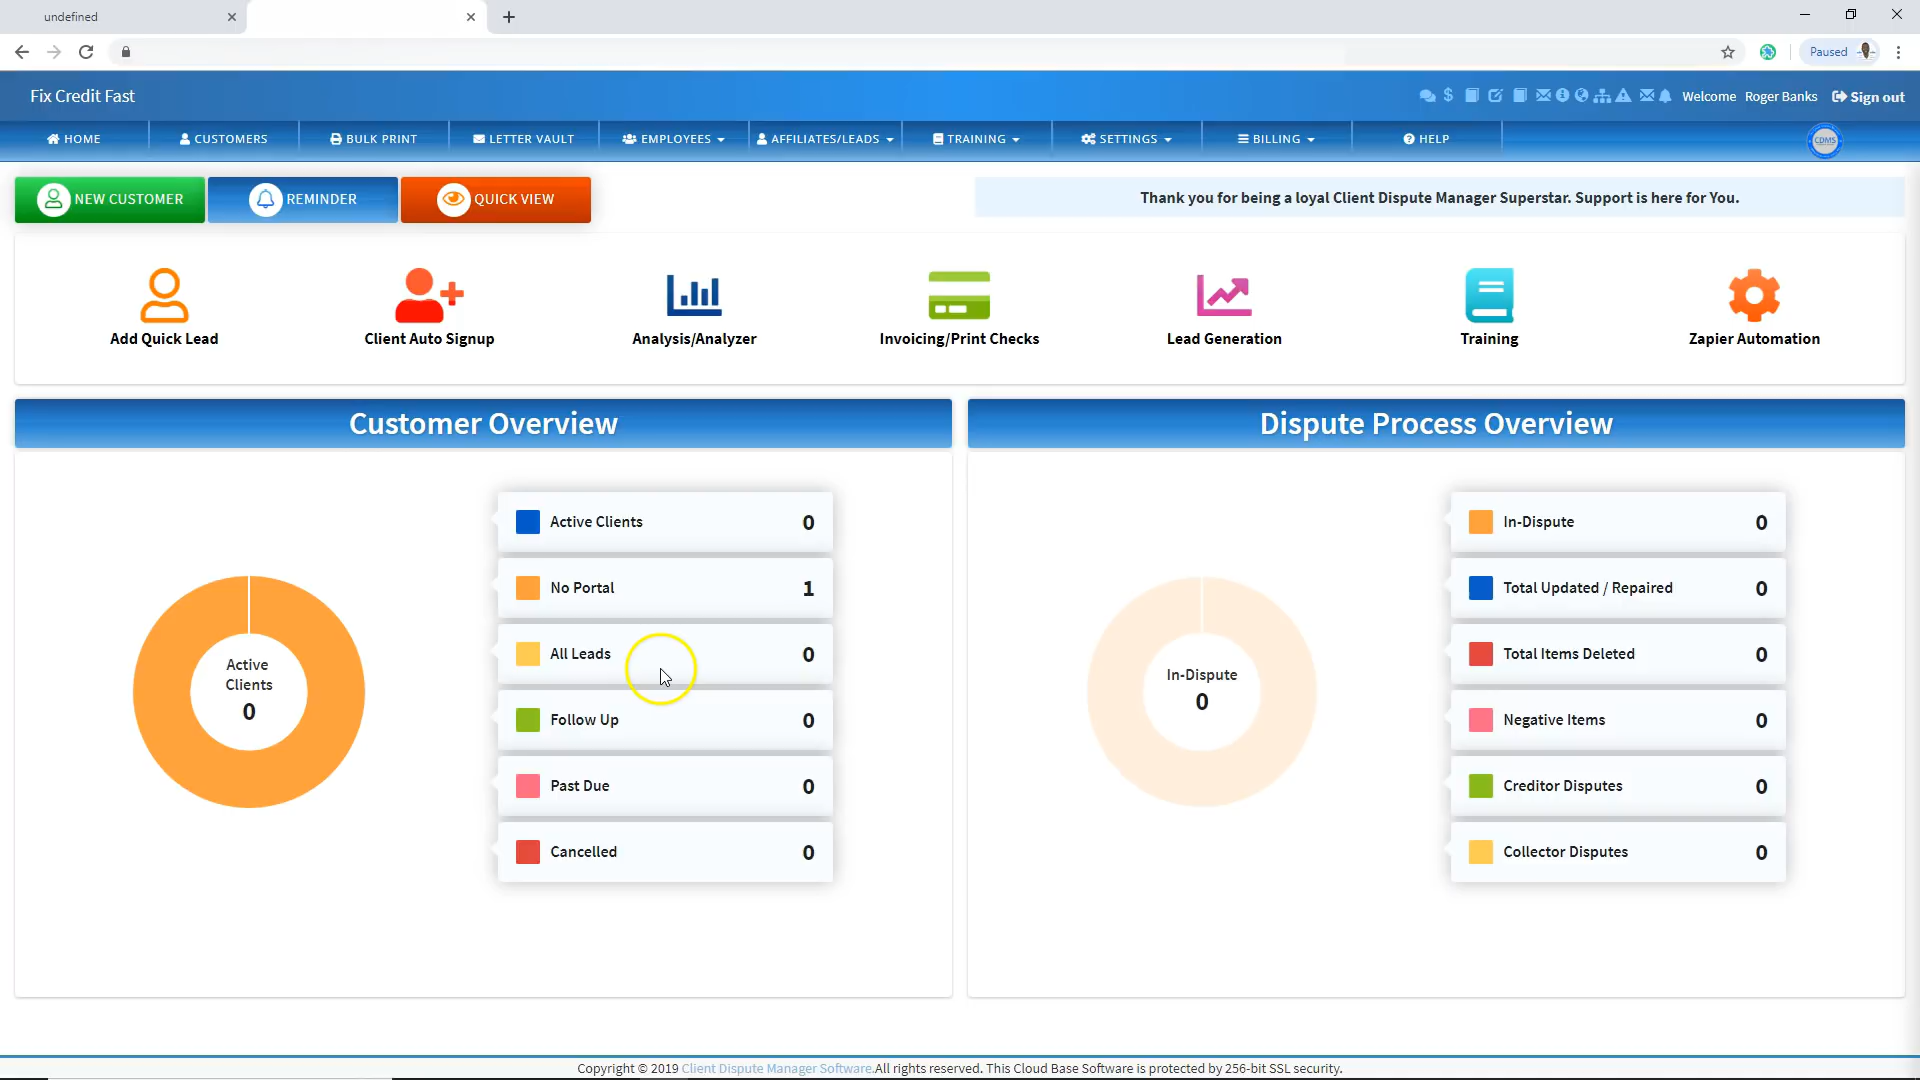 undefined
Paused
Fix Credit Fast
Welcome Roger Banks Sign out
HOME
CUSTOMERS
BULK PRINT
LETTER VAULT
EMPLOYEES
AFFILIATES/LEADS
TRAINING
SETTINGS
BILLING
HELP
CDMS
NEW CUSTOMER
REMINDER
QUICK VIEW
Thank you for being a loyal Client Dispute Manager Superstar. Support is here for You.
Add Quick Lead
Client Auto Signup
Analysis/Analyzer
Invoicing/Print Checks
Lead Generation
Training
Zapier Automation
Customer Overview
Active
Clients
0
Active Clients 0
No Portal 1
All Leads 0
Follow Up 0
Past Due 0
Cancelled 0
Dispute Process Overview
In-Dispute
0
In-Dispute 0
Total Updated / Repaired 0
Total Items Deleted 0
Negative Items 0
Creditor Disputes 0
Collector Disputes 0
Copyright © 2019 Client Dispute Manager Software.All rights reserved. This Cloud Base Software is protected by 256-bit SSL security.